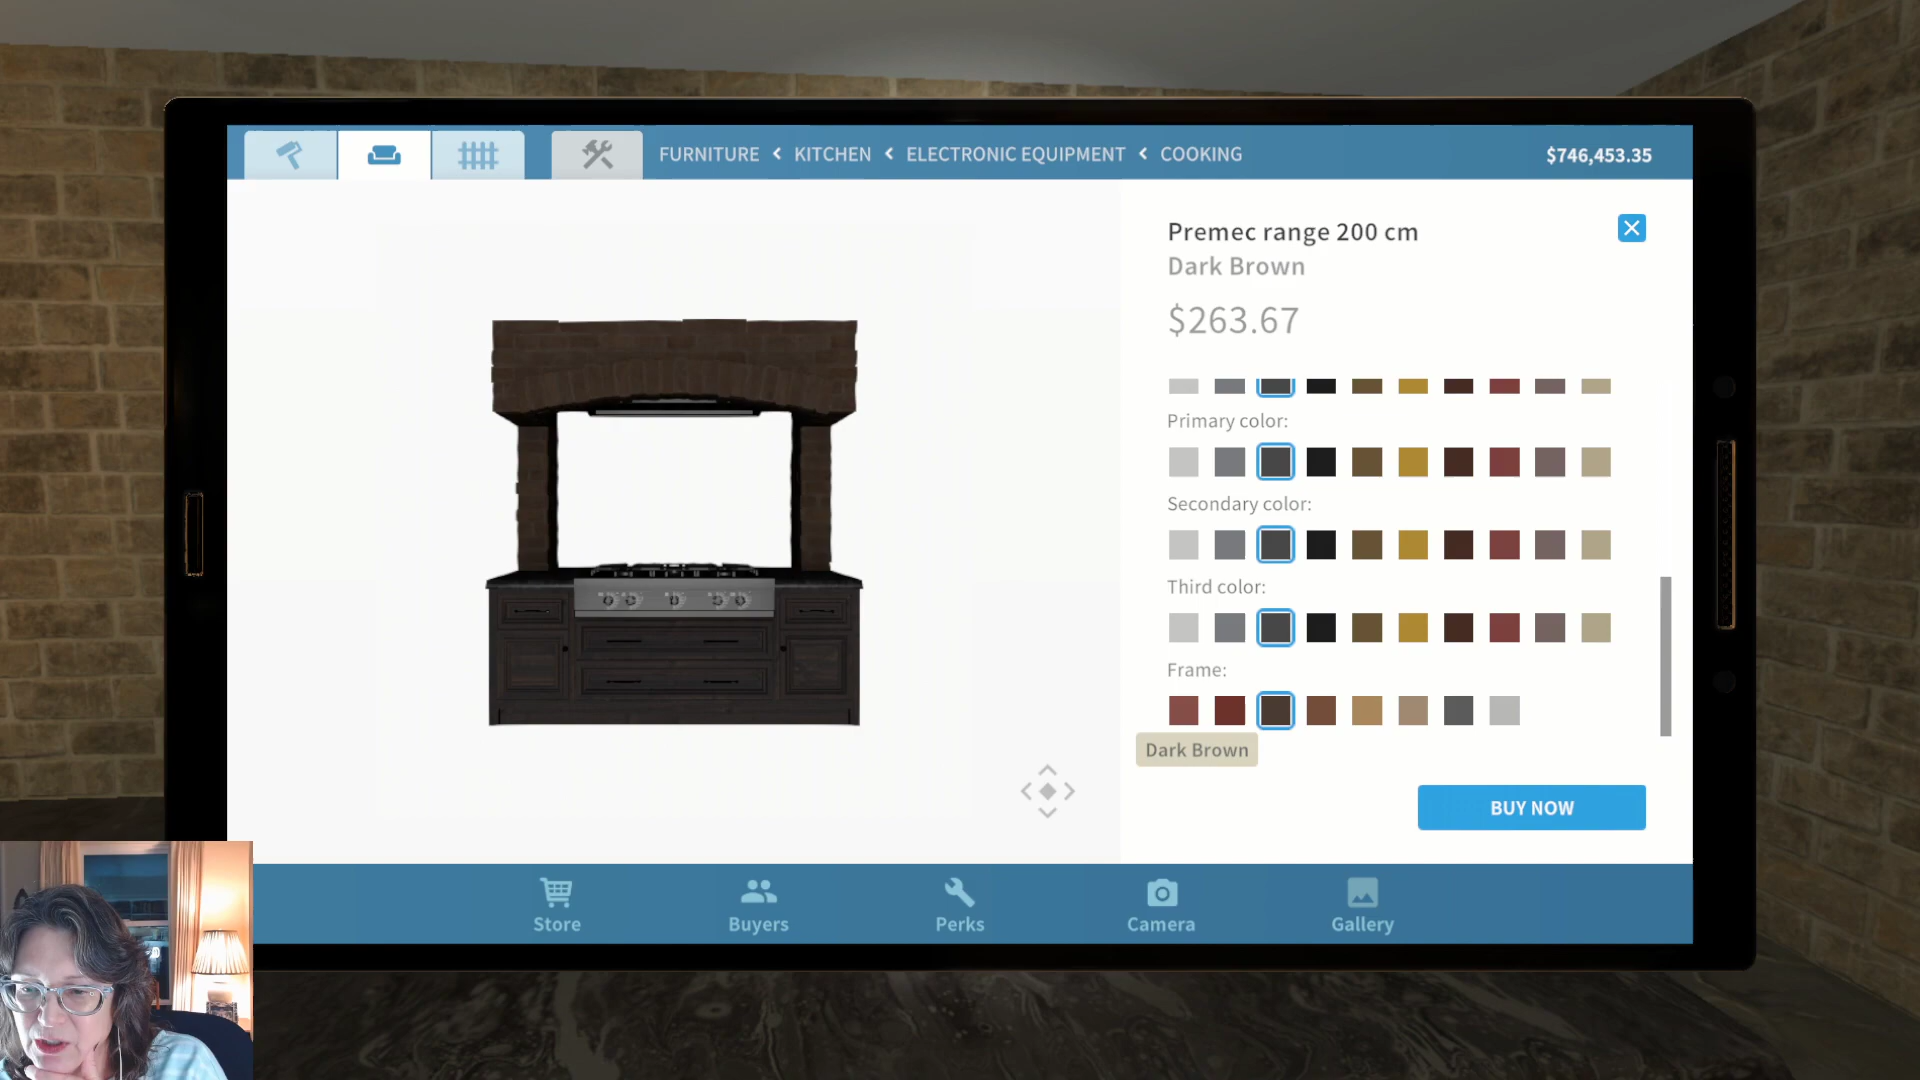 FURNITURE < KITCHEN < ELECTRONIC EQUIPMENT < COOKING
$746,453.35
Premec range 200 cm
Dark Brown
$263.67
Primary color:
Secondary color:
Third color:
Frame:
Dark Brown
BUY NOW
Store
Buyers
Perks
Camera
Gallery